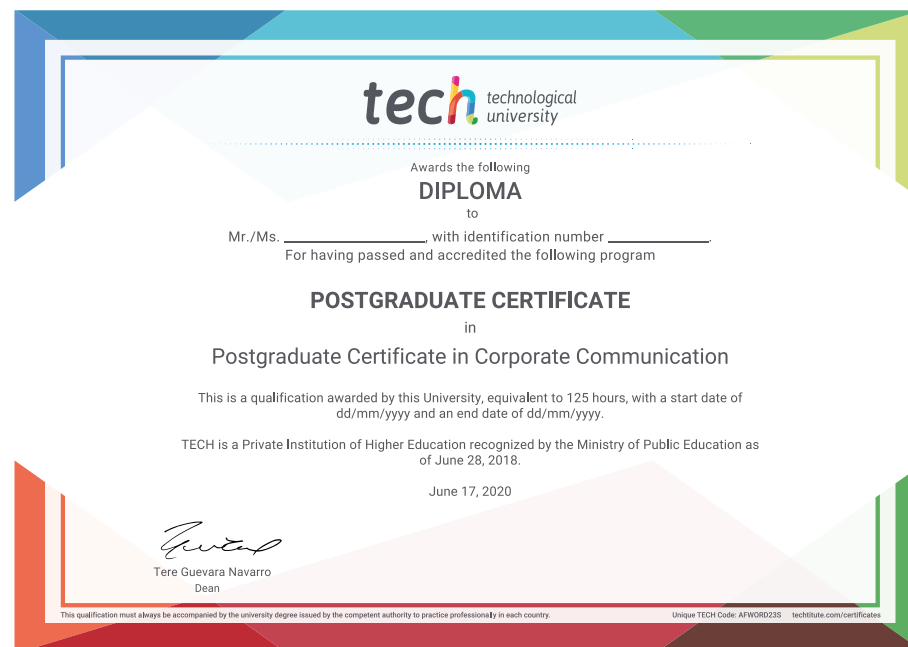 tech technological
university
Awards the following
DIPLOMA
to
Mr./Ms. ____________________, with identification number ______________.
For having passed and accredited the following program
POSTGRADUATE CERTIFICATE
in
Postgraduate Certificate in Corporate Communication
This is a qualification awarded by this University, equivalent to 125 hours, with a start date of
dd/mm/yyyy and an end date of dd/mm/yyyy.
TECH is a Private Institution of Higher Education recognized by the Ministry of Public Education as
of June 28, 2018.
June 17, 2020
Tere Guevara Navarro
Dean
This qualification must always be accompanied by the university degree issued by the competent authority to practice professionally in each country.
Unique TECH Code: AFWORD23S techtitute.com/certificates